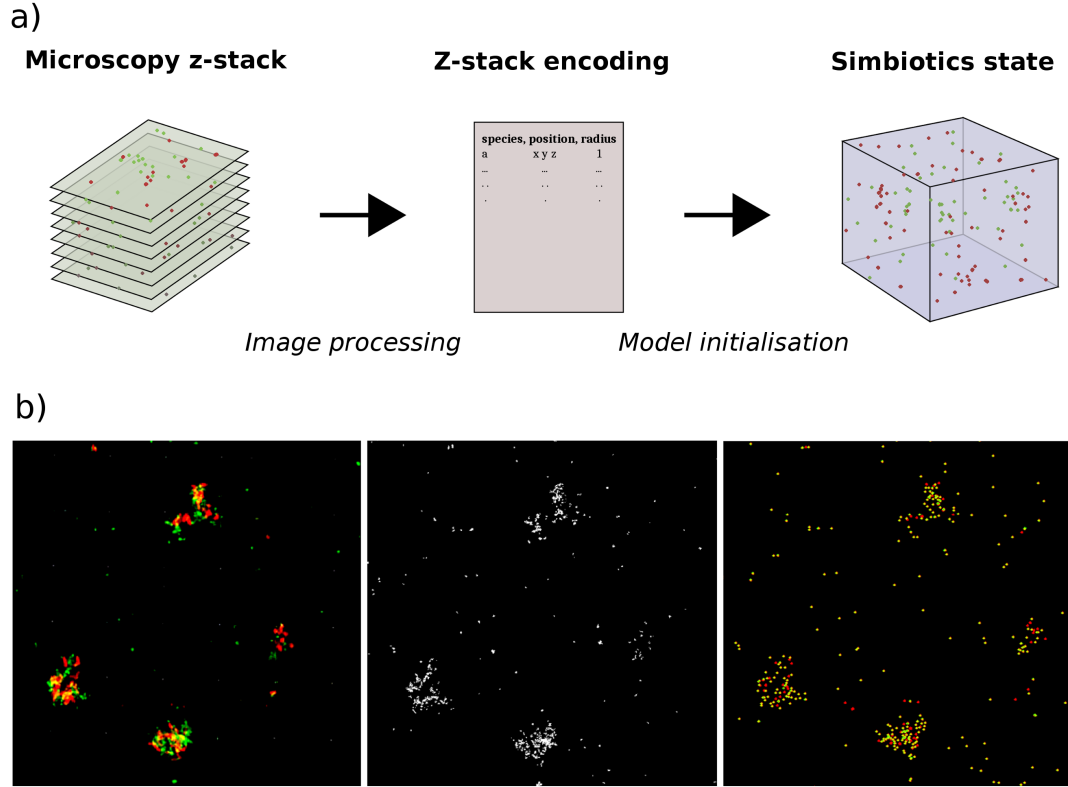 a)
Microscopy z-stack
Z-stack encoding
Simbiotics state
species, position, radius
a x y z 1
... ... ...
. . . . . .
. . .
Image processing
Model initialisation
b)